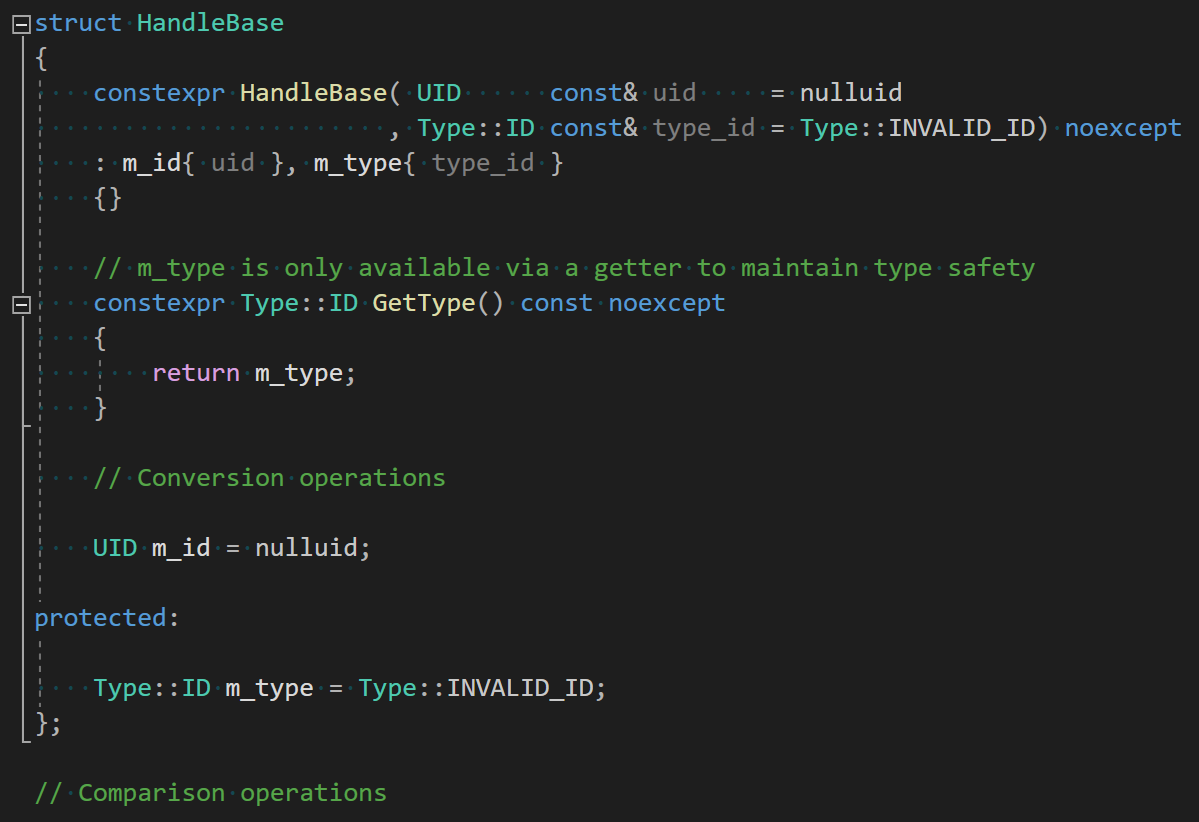 struct HandleBase
{
    constexpr HandleBase( UID      const& uid     = nulluid
                        , Type::ID const& type_id = Type::INVALID_ID) noexcept
    : m_id{ uid }, m_type{ type_id }
    {}
    // m_type is only available via a getter to maintain type safety
    constexpr Type::ID GetType() const noexcept
    {
        return m_type;
    }
    // Conversion operations
    UID m_id = nulluid;
protected:
    Type::ID m_type = Type::INVALID_ID;
};
// Comparison operations